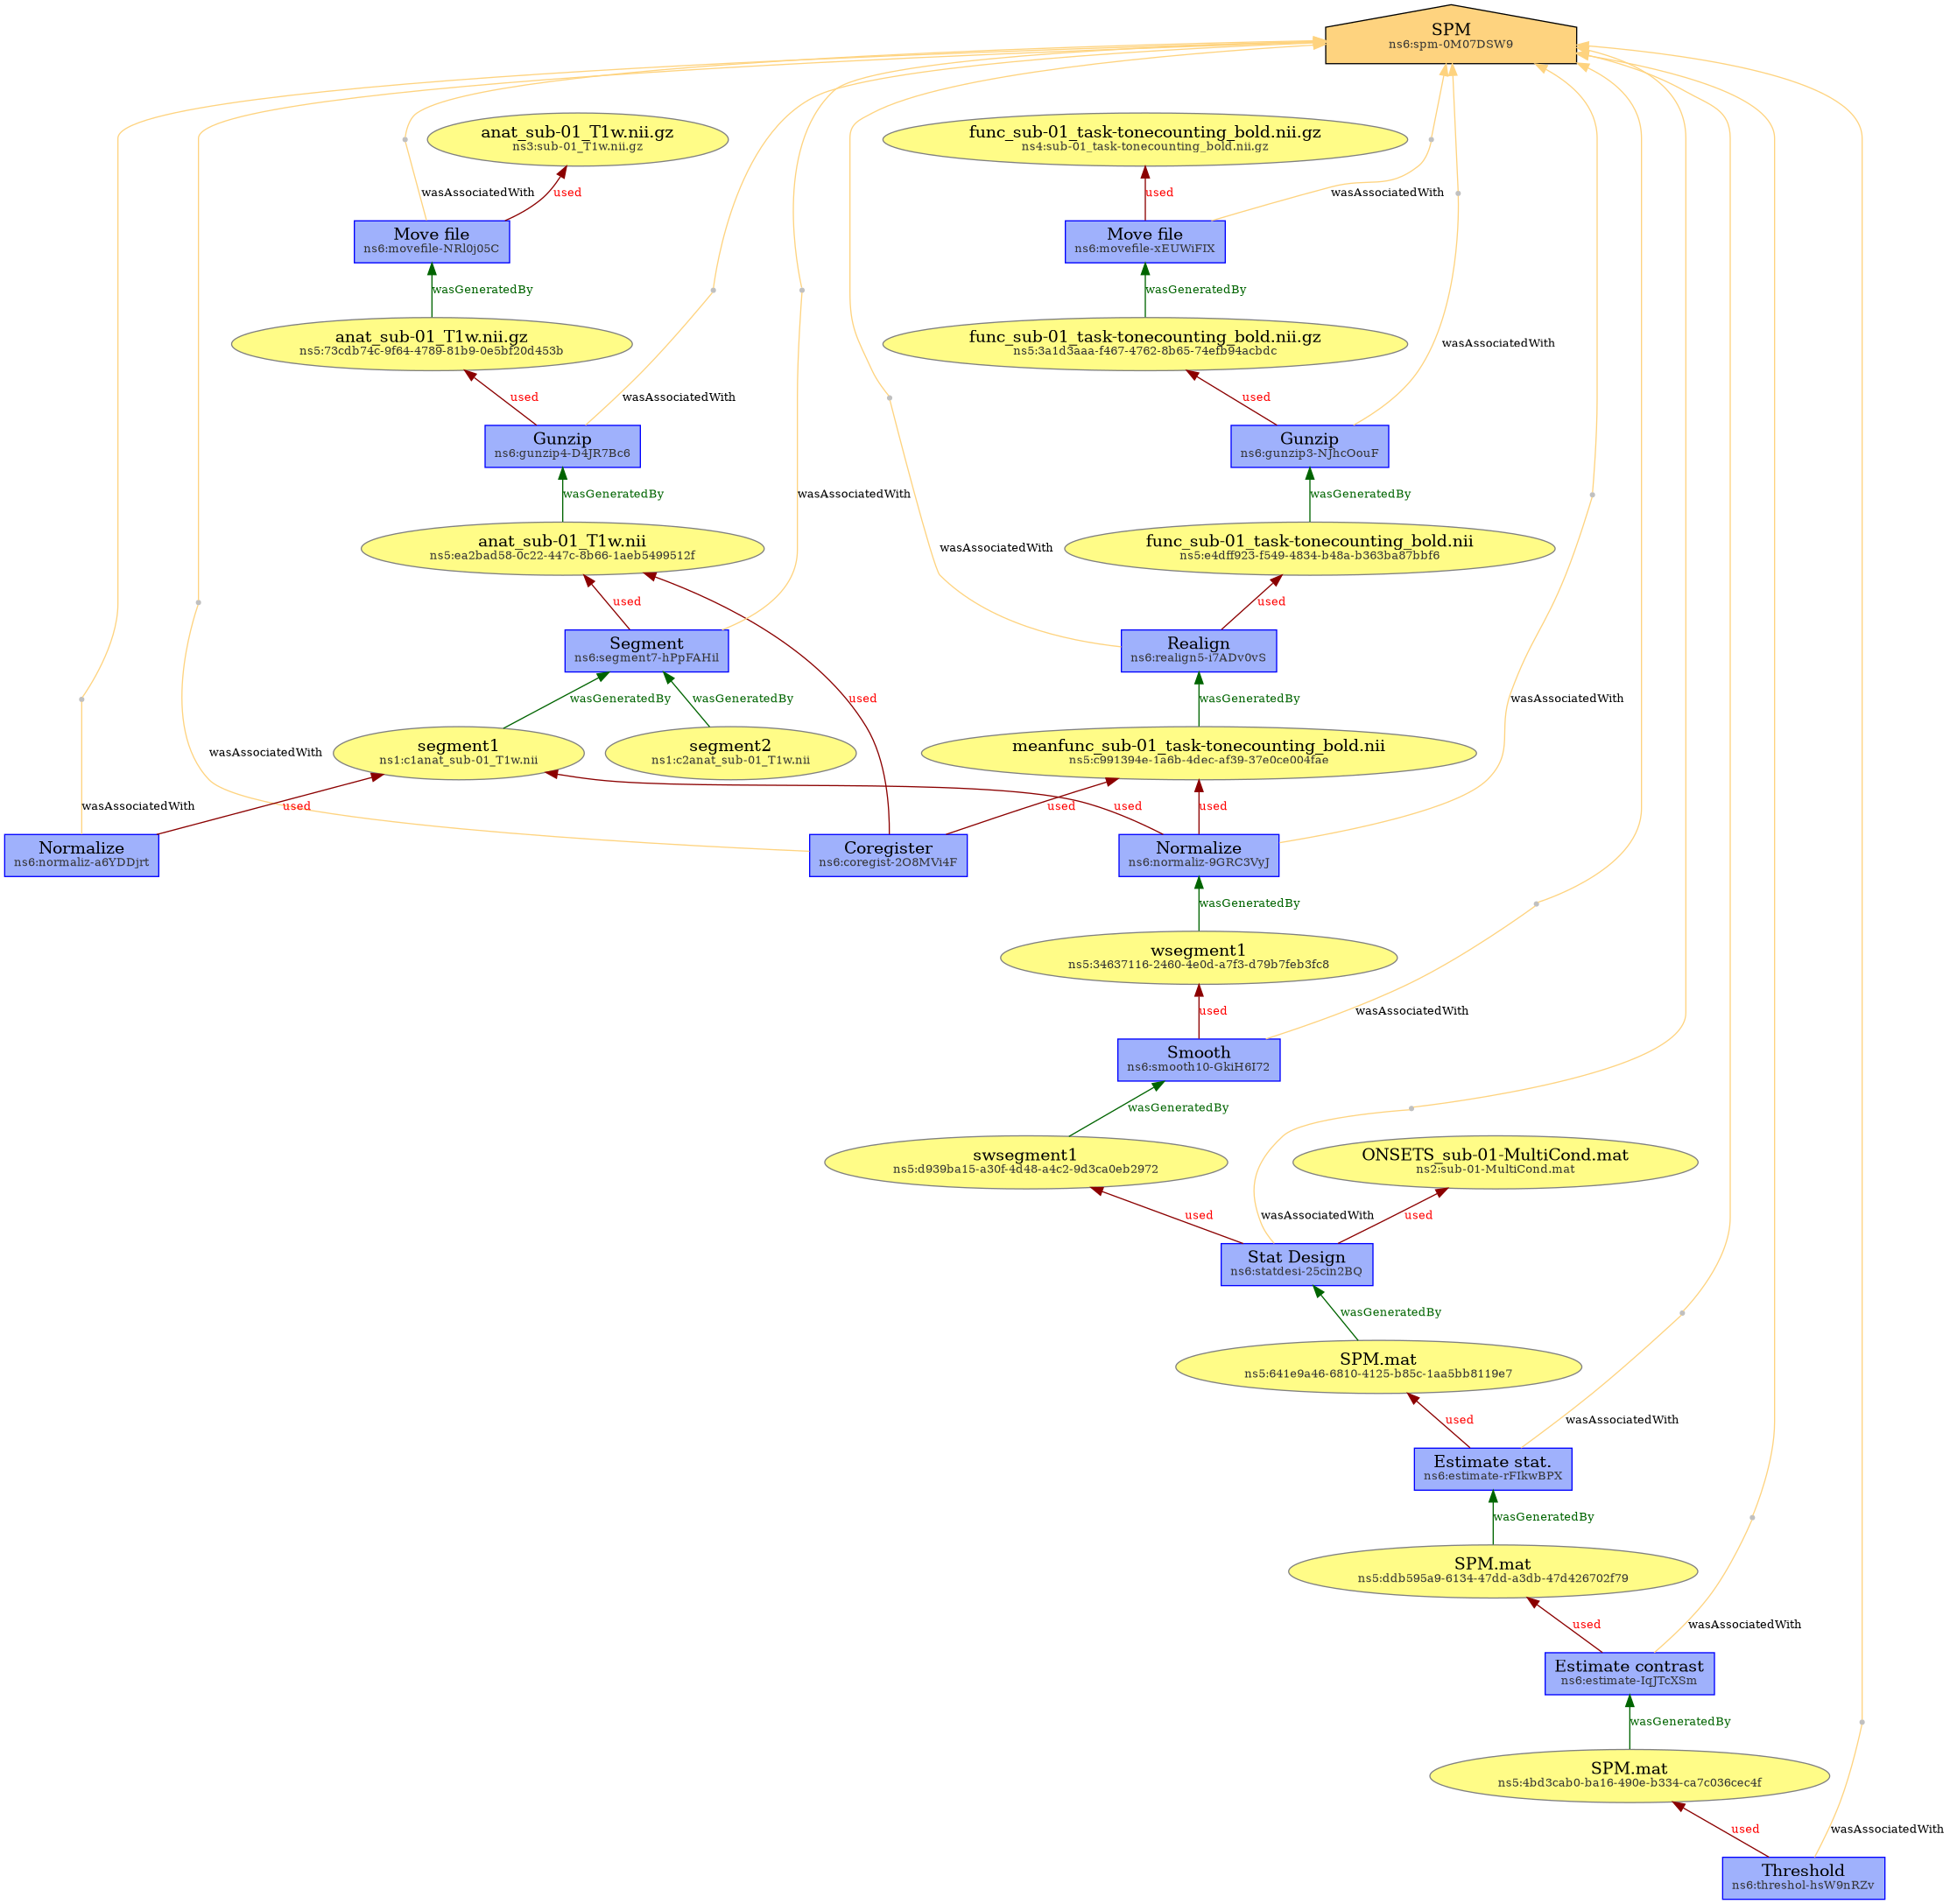 SPM
ns6:spm-0M07DSW9
anat_sub-01_T1w.nii.gz
ns3:sub-01_T1w.nii.gz
func_sub-01_task-tonecounting_bold.nii.gz
ns4:sub-01_task-tonecounting_bold.nii.gz
wasAssociatedWith
used
used
wasAssociatedWith
Move file
ns6:movefile-NRl0j05C
Move file
ns6:movefile-xEUWiFIX
wasGeneratedBy
wasGeneratedBy
anat_sub-01_T1w.nii.gz
ns5:73cdb74c-9f64-4789-81b9-0e5bf20d453b
func_sub-01_task-tonecounting_bold.nii.gz
ns5:3a1d3aaa-f467-4762-8b65-74efb94acbdc
wasAssociatedWith
used
wasAssociatedWith
used
Gunzip
ns6:gunzip4-D4JR7Bc6
Gunzip
ns6:gunzip3-NJhcOouF
wasGeneratedBy
wasAssociatedWith
wasGeneratedBy
anat_sub-01_T1w.nii
ns5:ea2bad58-0c22-447c-8b66-1aeb5499512f
wasAssociatedWith
func_sub-01_task-tonecounting_bold.nii
ns5:e4dff923-f549-4834-b48a-b363ba87bbf6
used
used
Segment
ns6:segment7-hPpFAHil
Realign
ns6:realign5-i7ADv0vS
wasGeneratedBy
wasGeneratedBy
used
wasGeneratedBy
wasAssociatedWith
wasAssociatedWith
segment1
ns1:c1anat_sub-01_T1w.nii
segment2
ns1:c2anat_sub-01_T1w.nii
meanfunc_sub-01_task-tonecounting_bold.nii
ns5:c991394e-1a6b-4dec-af39-37e0ce004fae
wasAssociatedWith
used
used
used
used
Normalize
ns6:normaliz-a6YDDjrt
Coregister
ns6:coregist-2O8MVi4F
Normalize
ns6:normaliz-9GRC3VyJ
wasGeneratedBy
wsegment1
ns5:34637116-2460-4e0d-a7f3-d79b7feb3fc8
used
wasAssociatedWith
Smooth
ns6:smooth10-GkiH6I72
wasGeneratedBy
swsegment1
ns5:d939ba15-a30f-4d48-a4c2-9d3ca0eb2972
ONSETS_sub-01-MultiCond.mat
ns2:sub-01-MultiCond.mat
used
wasAssociatedWith
used
Stat Design
ns6:statdesi-25cin2BQ
wasGeneratedBy
SPM.mat
ns5:641e9a46-6810-4125-b85c-1aa5bb8119e7
used
wasAssociatedWith
Estimate stat.
ns6:estimate-rFIkwBPX
wasGeneratedBy
SPM.mat
ns5:ddb595a9-6134-47dd-a3db-47d426702f79
used
wasAssociatedWith
Estimate contrast
ns6:estimate-IqJTcXSm
wasGeneratedBy
SPM.mat
ns5:4bd3cab0-ba16-490e-b334-ca7c036cec4f
used
wasAssociatedWith
Threshold
ns6:threshol-hsW9nRZv